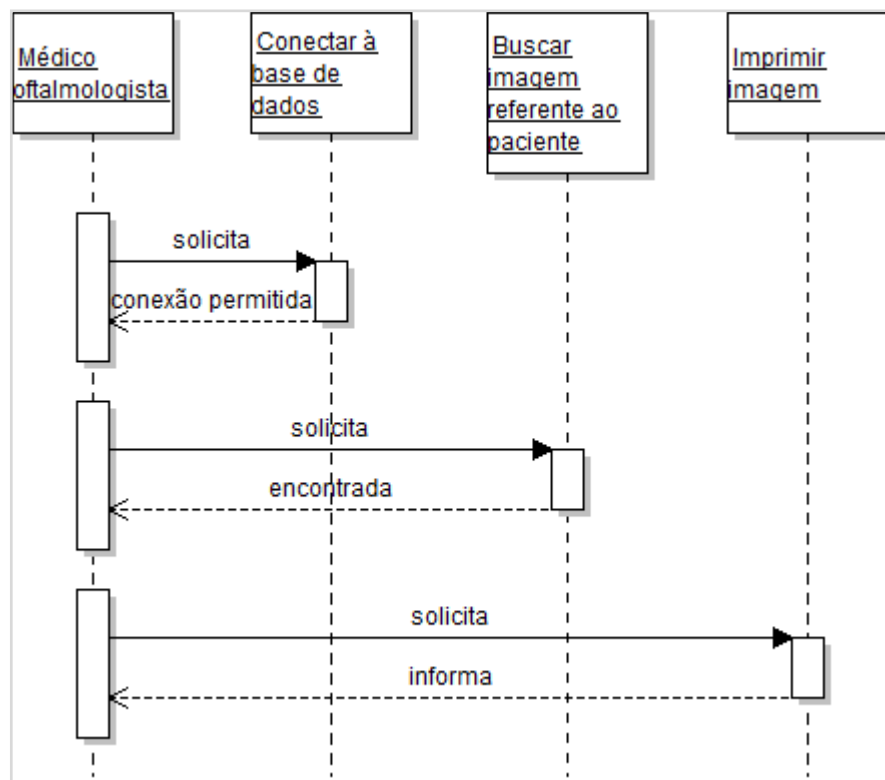 Médico
oftalmologista
Conectar à
base de
dados
Buscar
imagem
referente ao
paciente
Imprimir
imagem
solicita
conexão permitida
solicita
encontrada
solicita
informa